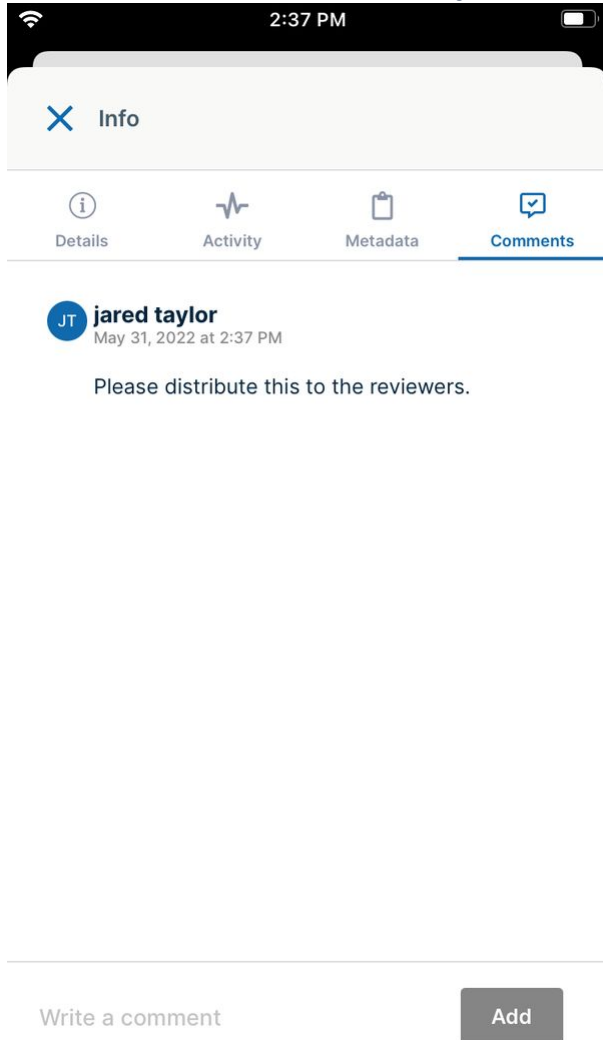 2:37 PM
Info
Details Activity Metadata Comments
JT jared taylor
May 31, 2022 at 2:37 PM
Please distribute this to the reviewers.
Write a comment Add